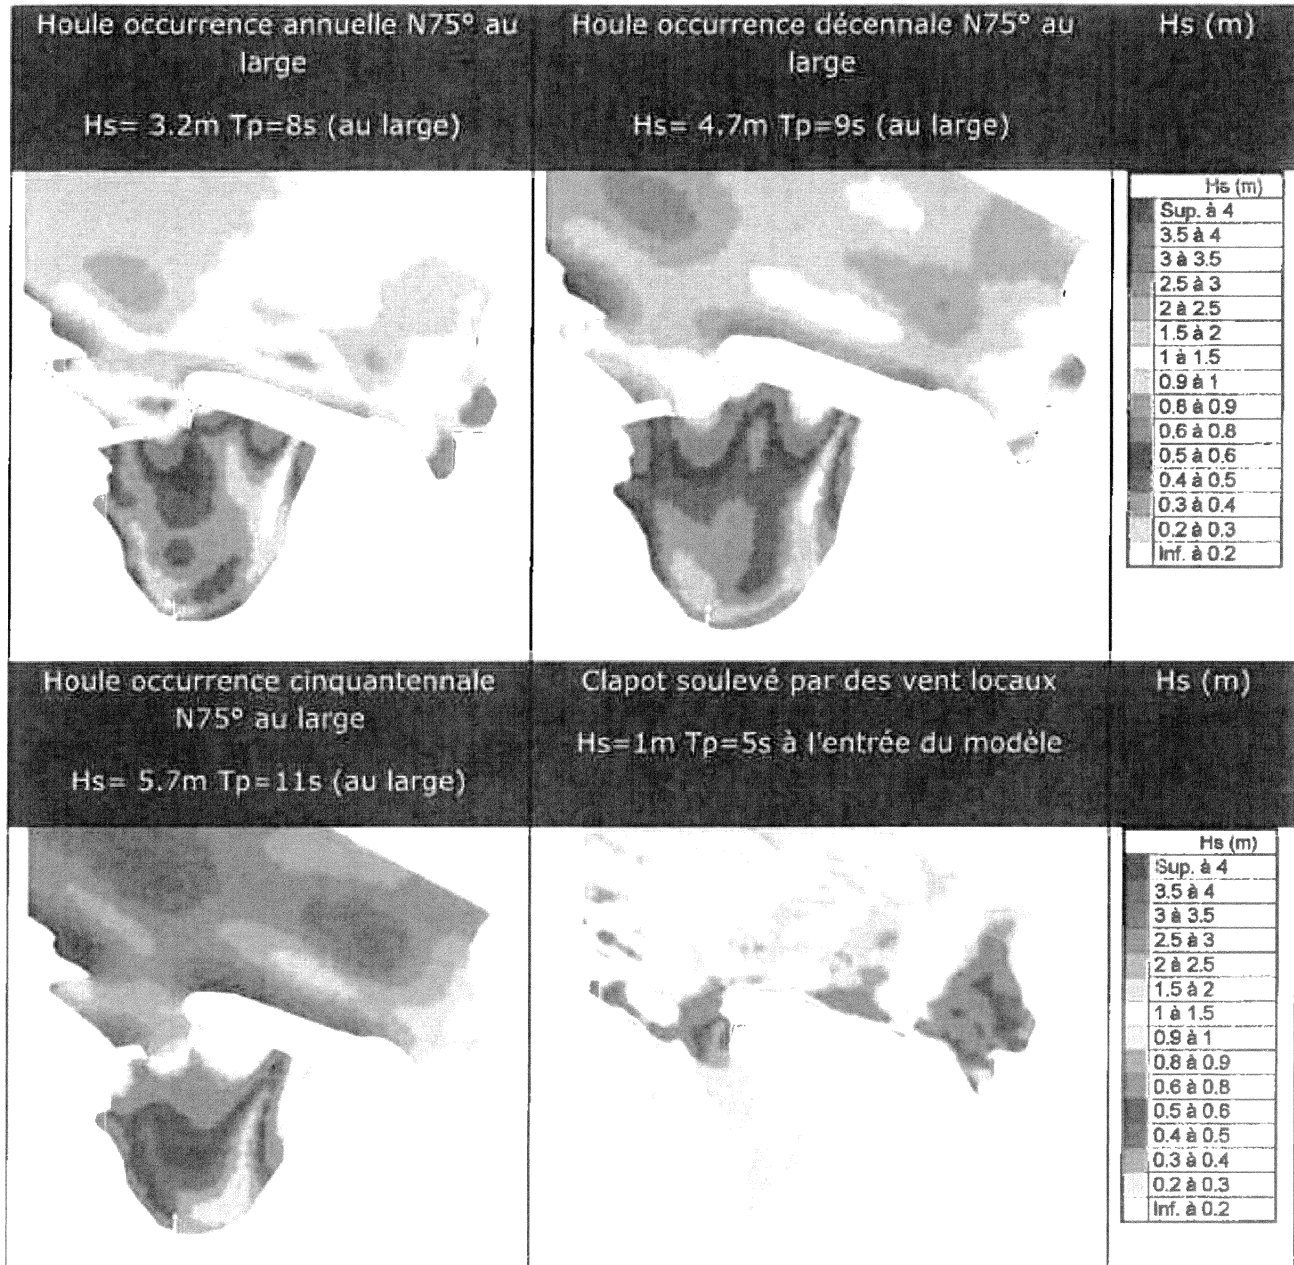 Houle occurrence annuelle N75° au
large
Hs= 3.2m Tp=8s (au large)
Houle occurrence décennale N75° au
large
Hs= 4.7m Tp=9s (au large)
Hs (m)
Hs (m)
Sup. à 4
3.5 à 4
3 à 3.5
2.5 à 3
2 à 2.5
1.5 à 2
1 à 1.5
0.9 à 1
0.8 à 0.9
0.6 à 0.8
0.5 à 0.6
0.4 à 0.5
0.3 à 0.4
0.2 à 0.3
Inf. à 0.2
Houle occurrence cinquantennale
N75° au large
Hs= 5.7m Tp=11s (au large)
Clapot soulevé par des vent locaux
Hs=1m Tp=5s à l'entrée du modèle
Hs (m)
Hs (m)
Sup. à 4
3.5 à 4
3 à 3.5
2.5 à 3
2 à 2.5
1.5 à 2
1 à 1.5
0.9 à 1
0.8 à 0.9
0.6 à 0.8
0.5 à 0.6
0.4 à 0.5
0.3 à 0.4
0.2 à 0.3
Inf. à 0.2